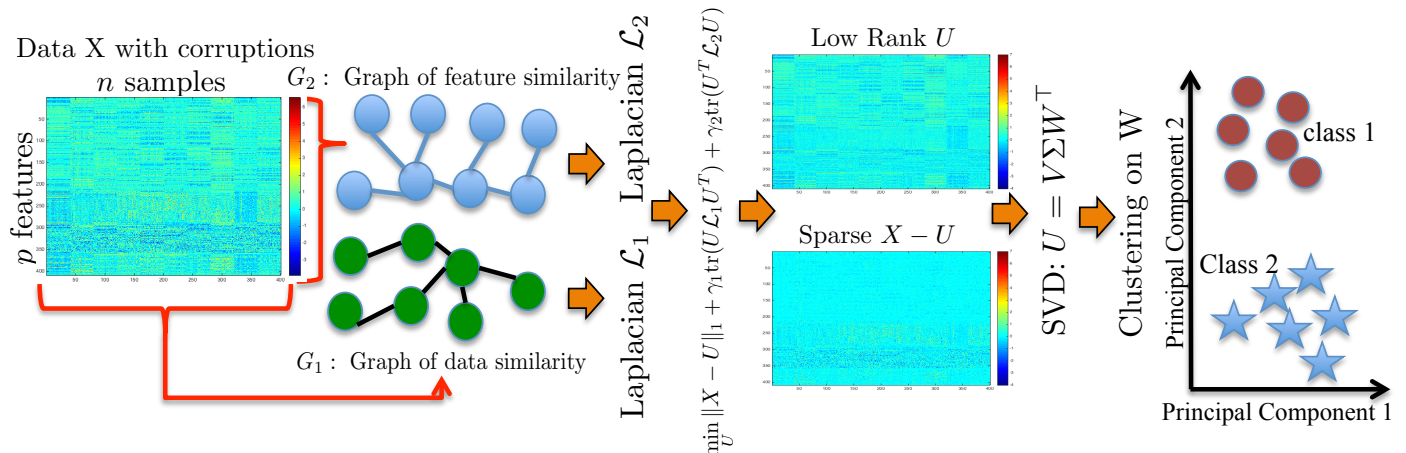 Data X with corruptions
n samples
p features
G₂ : Graph of feature similarity
G₁ : Graph of data similarity
Laplacian ℒ₂
Laplacian ℒ₁
min_U ‖X − U‖₁ + γ₁tr(Uℒ₁Uᵀ) + γ₂tr(Uᵀℒ₂U)
Low Rank U
Sparse X − U
SVD: U = VΣW⊤
Clustering on W
Principal Component 2
class 1
Class 2
Principal Component 1